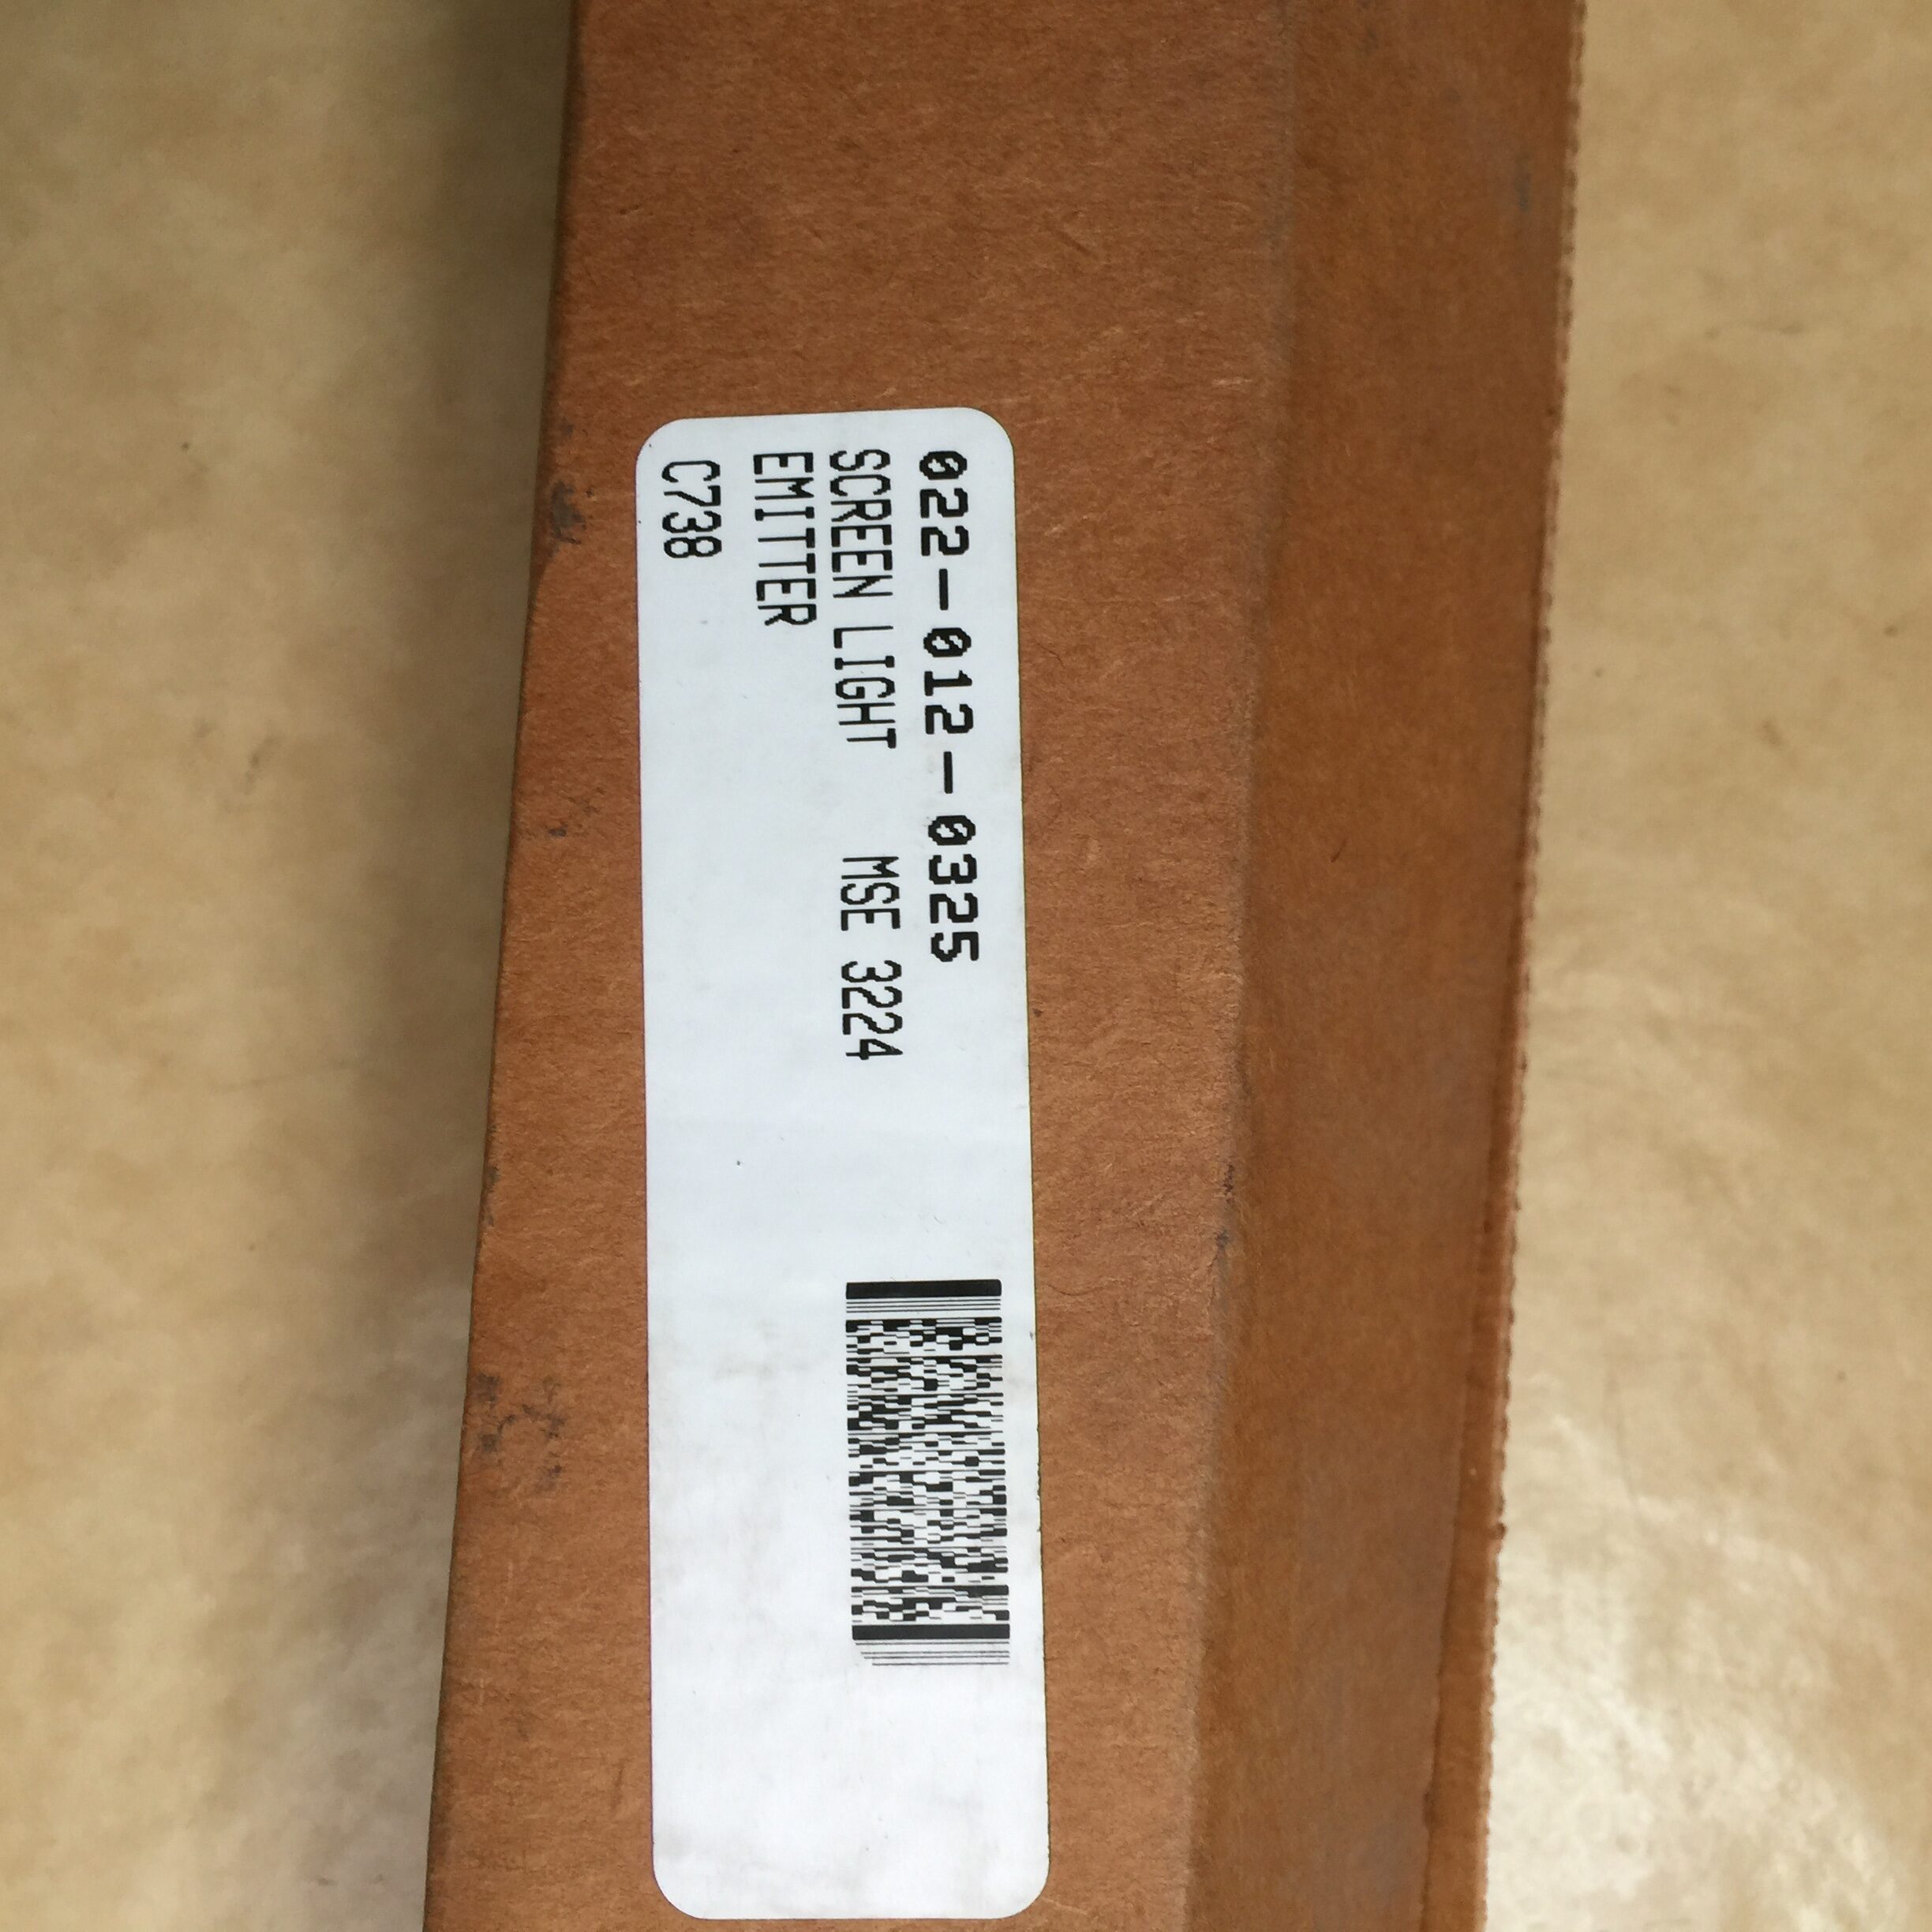 022-012-0325
SCREEN LIGHT MSE 3224
EMITTER
C738